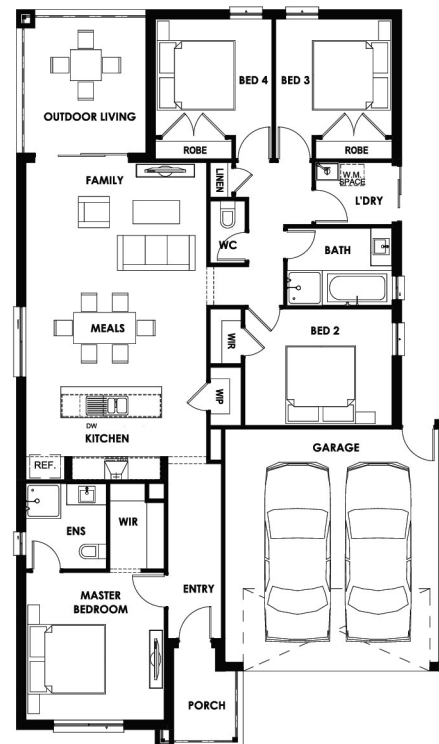 BED 4
BED 3
OUTDOOR LIVING
ROBE
ROBE
FAMILY
LINEN
W.M.
SPACE
L'DRY
WC
BATH
MEALS
WIR
BED 2
WIP
DW
KITCHEN
GARAGE
REF.
ENS
WIR
MASTER
BEDROOM
ENTRY
PORCH